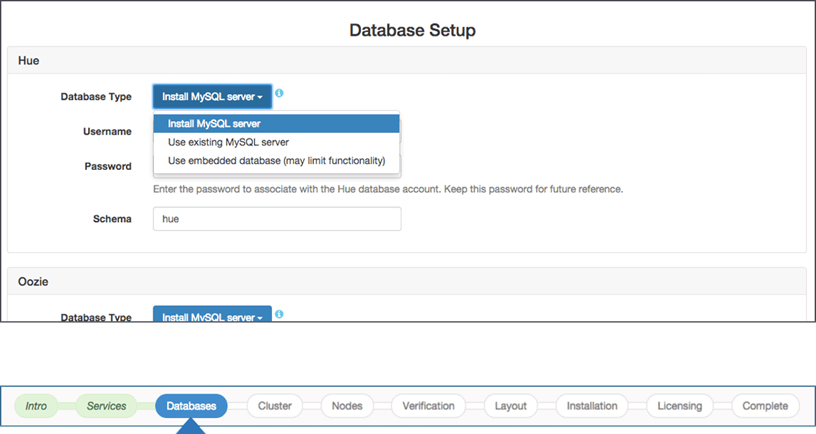 Database Setup
Hue
Database Type
Install MySQL server
Install MySQL server
Username
Use existing MySQL server
Use embedded database (may limit functionality)
Password
Enter the password to associate with the Hue database account. Keep this password for future reference.
Schema
hue
Oozie
Database Type
Install MySQL server
Intro
Services
Databases
Cluster
Nodes
Verification
Layout
Installation
Licensing
Complete